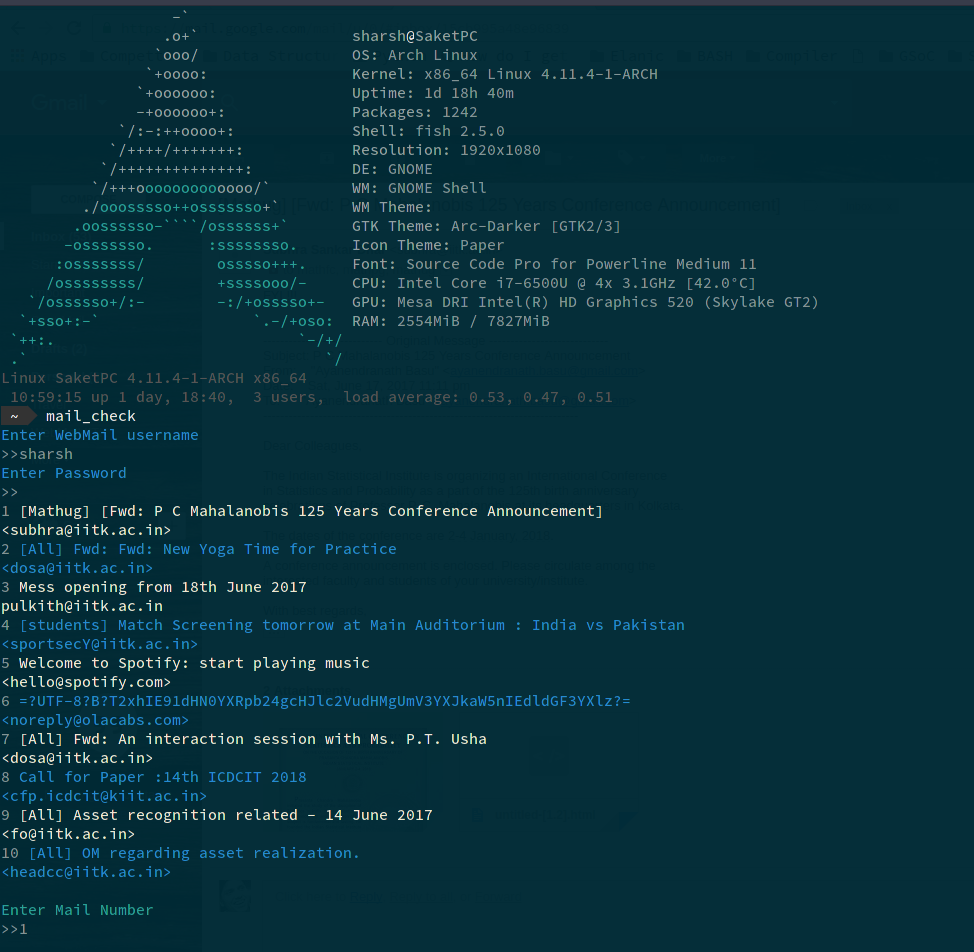 sharsh@SaketPC
OS: Arch Linux
Kernel: x86_64 Linux 4.11.4-1-ARCH
Uptime: 1d 18h 40m
Packages: 1242
Shell: fish 2.5.0
Resolution: 1920x1080
DE: GNOME
WM: GNOME Shell
WM Theme:
GTK Theme: Arc-Darker [GTK2/3]
Icon Theme: Paper
Font: Source Code Pro for Powerline Medium 11
CPU: Intel Core i7-6500U @ 4x 3.1GHz [42.0°C]
GPU: Mesa DRI Intel(R) HD Graphics 520 (Skylake GT2)
RAM: 2554MiB / 7827MiB
Linux SaketPC 4.11.4-1-ARCH x86_64
10:59:15 up 1 day, 18:40,  3 users,  load average: 0.53, 0.47, 0.51
~ mail_check
Enter WebMail username
>>sharsh
Enter Password
>>
1 [Mathug] [Fwd: P C Mahalanobis 125 Years Conference Announcement]
<subhra@iitk.ac.in>
2 [All] Fwd: Fwd: New Yoga Time for Practice
<dosa@iitk.ac.in>
3 Mess opening from 18th June 2017
pulkith@iitk.ac.in
4 [students] Match Screening tomorrow at Main Auditorium : India vs Pakistan
<sportsecY@iitk.ac.in>
5 Welcome to Spotify: start playing music
<hello@spotify.com>
6 =?UTF-8?B?T2xhIE91dHN0YXRpb24gcHJlc2VudHMgUmV3YXJkaW5nIEdldGF3YXlz?=
<noreply@olacabs.com>
7 [All] Fwd: An interaction session with Ms. P.T. Usha
<dosa@iitk.ac.in>
8 Call for Paper :14th ICDCIT 2018
<cfp.icdcit@kiit.ac.in>
9 [All] Asset recognition related – 14 June 2017
<fo@iitk.ac.in>
10 [All] OM regarding asset realization.
<headcc@iitk.ac.in>
Enter Mail Number
>>1